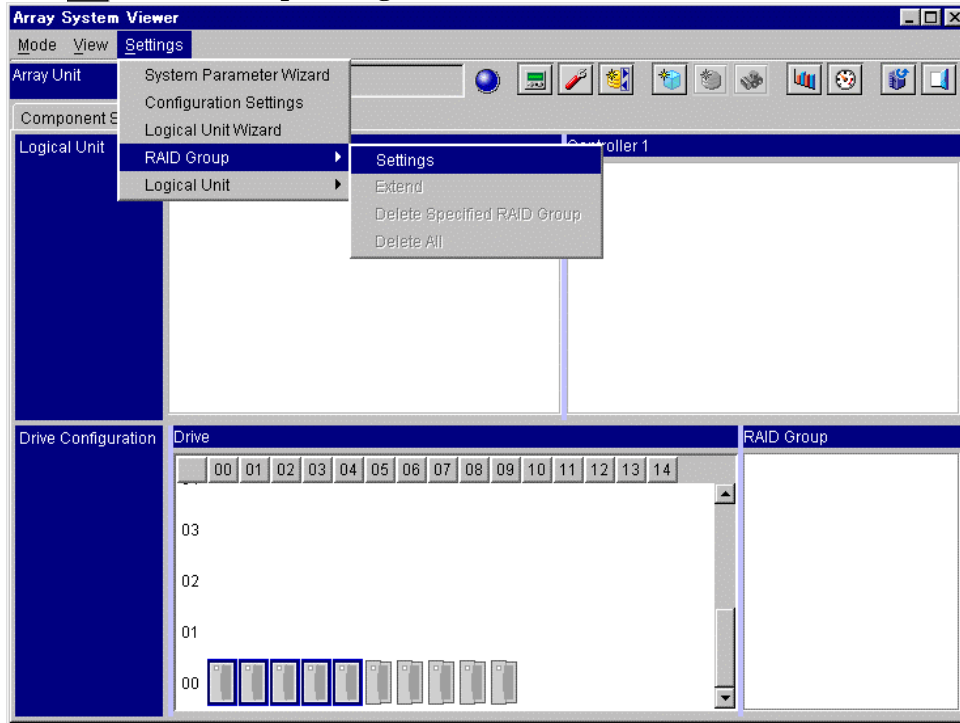 Array System Viewer
Mode View Settings
Array Unit
System Parameter Wizard
Configuration Settings
Component S
Logical Unit Wizard
Logical Unit
RAID Group
Settings
troller 1
Logical Unit
Extend
Delete Specified RAID Group
Delete All
Drive Configuration
Drive
RAID Group
00 01 02 03 04 05 06 07 08 09 10 11 12 13 14
03
02
01
00